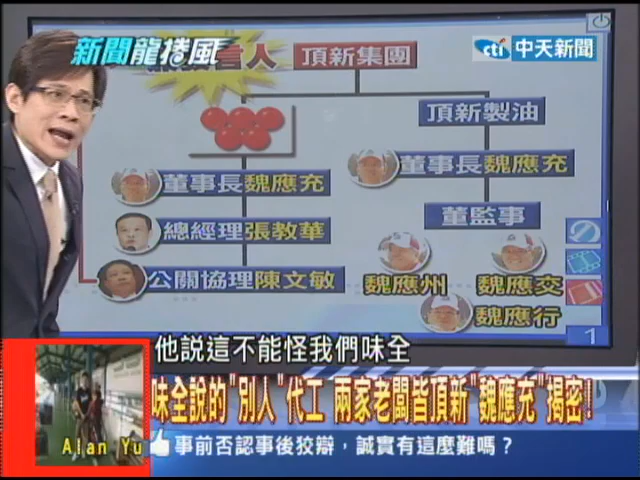 新聞龍捲風
cti 中天新聞
言人
頂新集團
頂新製油
董事長魏應充
董事長魏應充
總經理張教華
董監事
公關協理陳文敏
魏應州
魏應交
魏應行
1
他說這不能怪我們味全
味全說的"別人"代工 兩家老闆皆頂新"魏應充"揭密!
Alan Yu
事前否認事後狡辯，誠實有這麼難嗎？